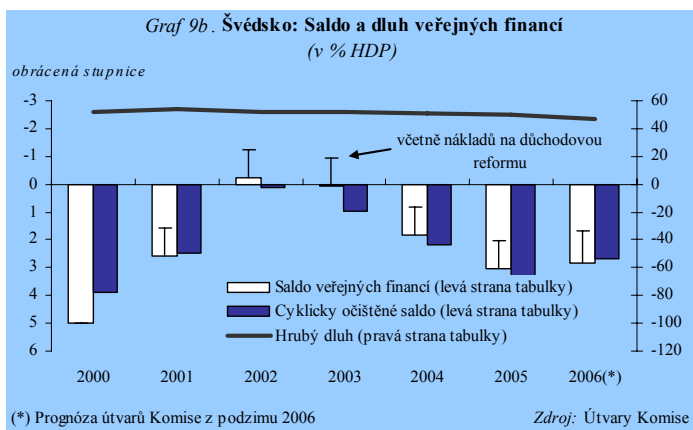 Graf 9b. Švédsko: Saldo a dluh veřejných financí
(v % HDP)
obrácená stupnice
-3
-2
-1
0
1
2
3
4
5
6
60
40
20
0
-20
-40
-60
-80
-100
-120
včetně nákladů na důchodovou
reformu
Saldo veřejných financí (levá strana tabulky)
Cyklicky očištěné saldo (levá strana tabulky)
Hrubý dluh (pravá strana tabulky)
2000 2001 2002 2003 2004 2005 2006(*)
(*) Prognóza útvarů Komise z podzimu 2006 Zdroj: Útvary Komise